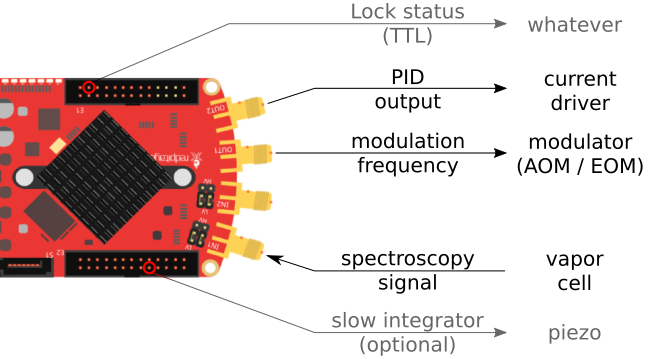 Lock status
(TTL)
whatever
PID
output
current
driver
modulation
frequency
modulator
(AOM / EOM)
spectroscopy
signal
vapor
cell
slow integrator
(optional)
piezo
E1
OUT2
OUT1
redpitaya
HV
LV
IN2
HV
LV
IN1
S1
E2